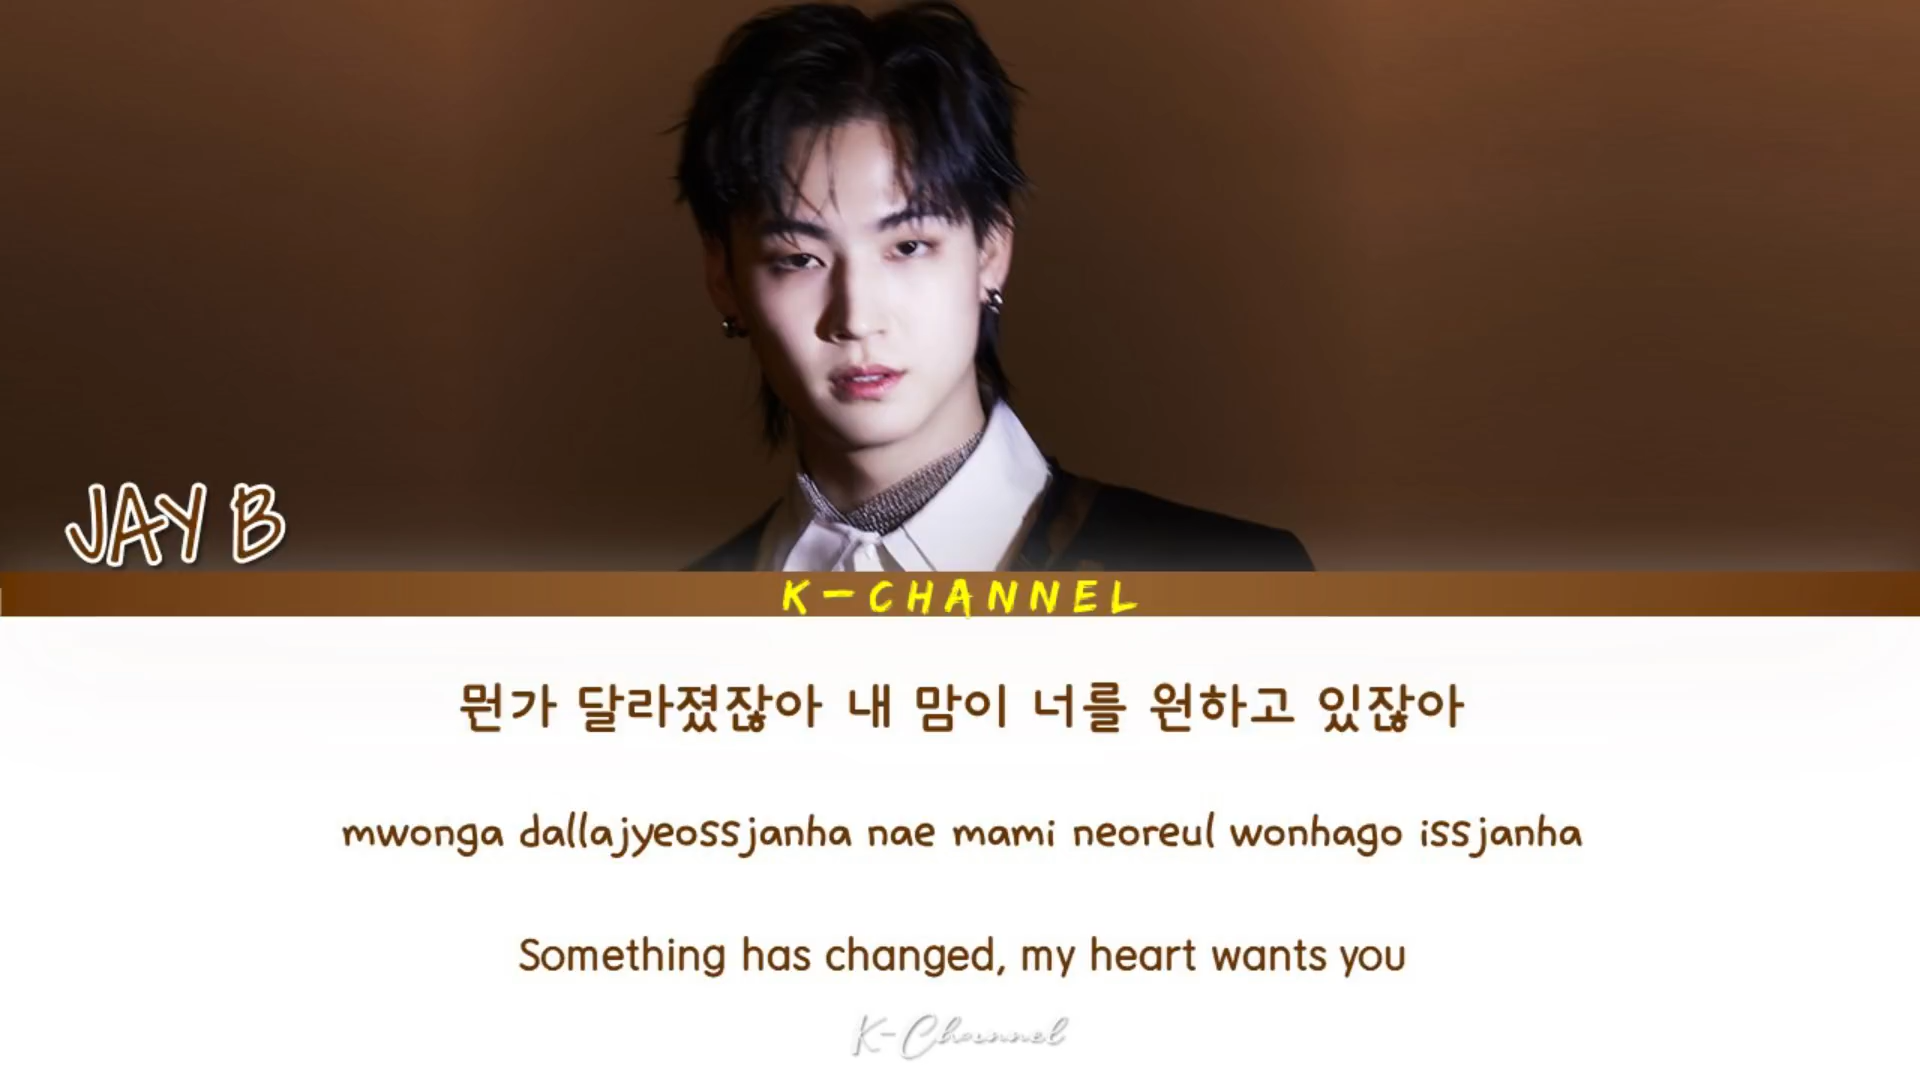 JAY B
K-CHANNEL
뭔가 달라졌잖아 내 맘이 너를 원하고 있잖아
mwonga dallajyeossjanha nae mami neoreul wonhago issjanha
Something has changed, my heart wants you
K-Channel